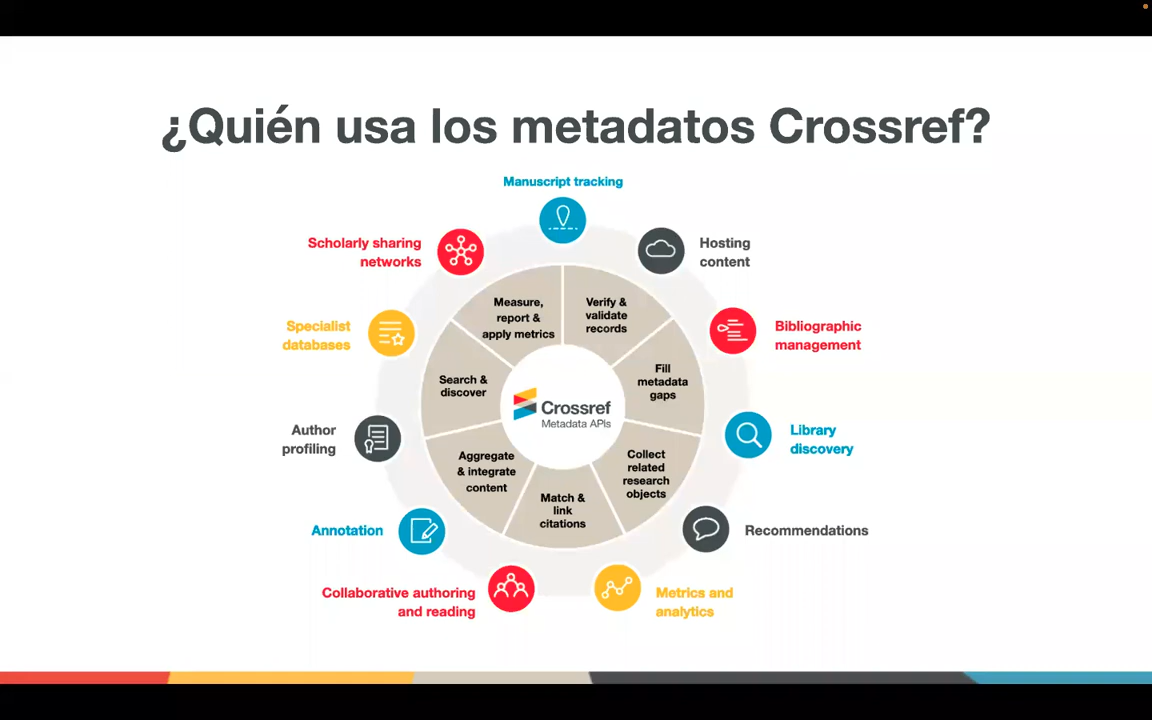 ¿Quién usa los metadatos Crossref?
Manuscript tracking
Scholarly sharing
networks
Hosting
content
Specialist
databases
Bibliographic
management
Author
profiling
Library
discovery
Annotation
Recommendations
Collaborative authoring
and reading
Metrics and
analytics
Measure,
report &
apply metrics
Verify &
validate
records
Search &
discover
Fill
metadata
gaps
Aggregate
& integrate
content
Collect
related
research
objects
Match &
link
citations
Crossref
Metadata APIs